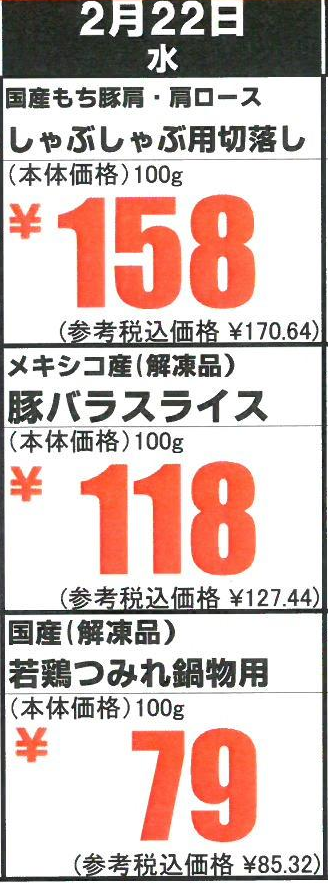 2月22日
水
国産もち豚肩・肩ロース
しゃぶしゃぶ用切落し
(本体価格)100g
¥158
(参考税込価格 ¥170.64)
メキシコ産(解凍品)
豚バラスライス
(本体価格)100g
¥118
(参考税込価格 ¥127.44)
国産(解凍品)
若鶏つみれ鍋物用
(本体価格)100g
¥79
(参考税込価格 ¥85.32)